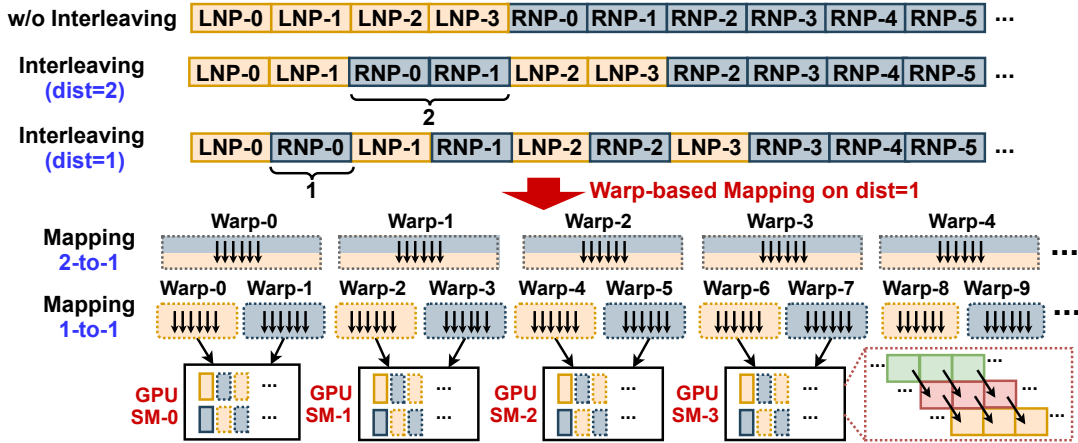 w/o Interleaving LNP-0 LNP-1 LNP-2 LNP-3 RNP-0 RNP-1 RNP-2 RNP-3 RNP-4 RNP-5 ...
Interleaving (dist=2) LNP-0 LNP-1 RNP-0 RNP-1 LNP-2 LNP-3 RNP-2 RNP-3 RNP-4 RNP-5 ...
2
Interleaving (dist=1) LNP-0 RNP-0 LNP-1 RNP-1 LNP-2 RNP-2 LNP-3 RNP-3 RNP-4 RNP-5 ...
1
Warp-based Mapping on dist=1
Warp-0 Warp-1 Warp-2 Warp-3 Warp-4
Mapping 2-to-1 ...
Warp-0 Warp-1 Warp-2 Warp-3 Warp-4 Warp-5 Warp-6 Warp-7 Warp-8 Warp-9
Mapping 1-to-1 ...
GPU SM-0 ... ...
GPU SM-1 ... ...
GPU SM-2 ... ...
GPU SM-3 ... ...
... ...
... ...
... ...